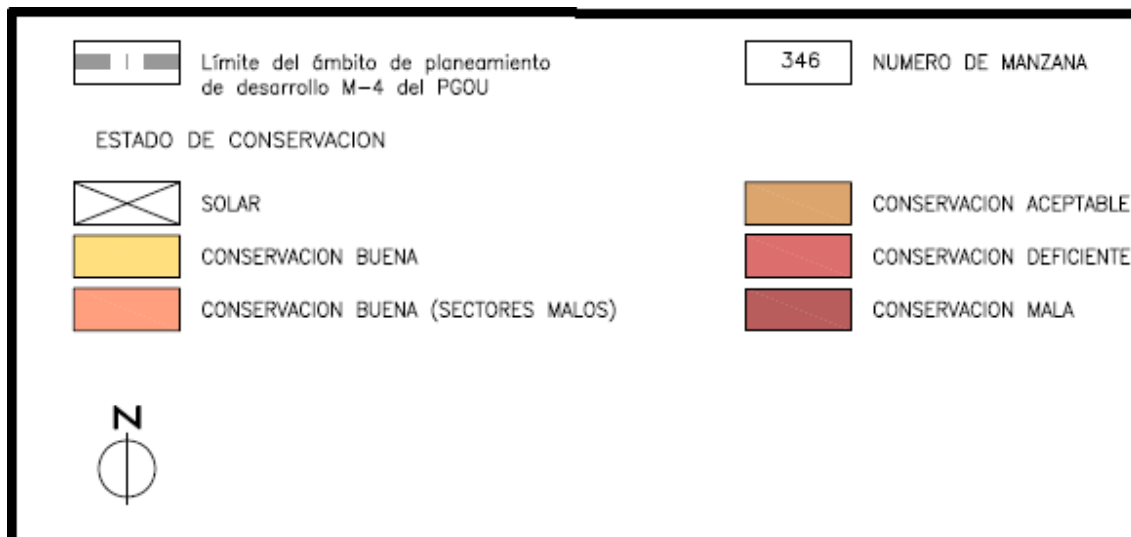 Límite del ámbito de planeamiento
de desarrollo M-4 del PGOU
346
NUMERO DE MANZANA
ESTADO DE CONSERVACION
SOLAR
CONSERVACION ACEPTABLE
CONSERVACION BUENA
CONSERVACION DEFICIENTE
CONSERVACION BUENA (SECTORES MALOS)
CONSERVACION MALA
N